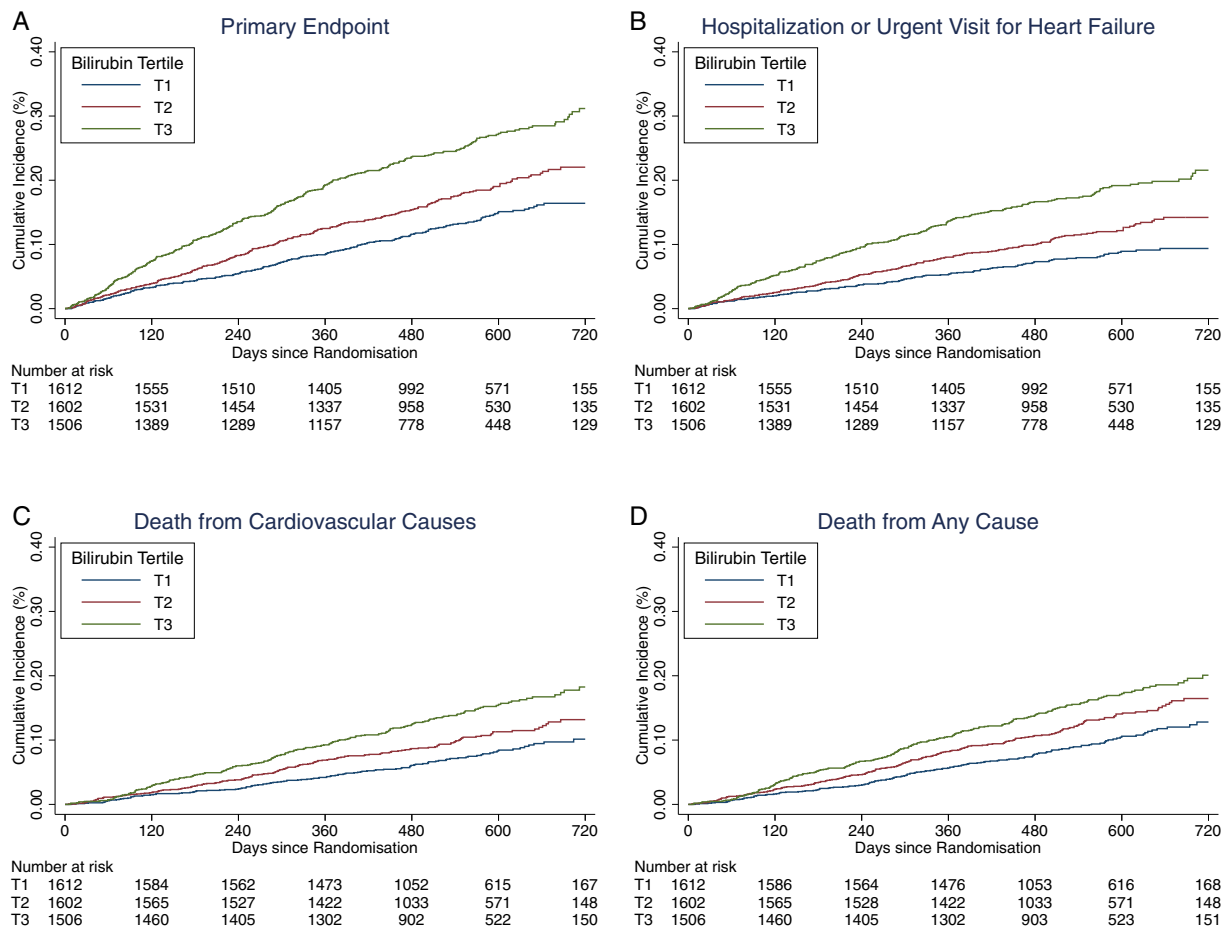 A
Primary Endpoint
Cumulative Incidence (%)
0.40
0.30
0.20
0.10
0.00
Bilirubin Tertile
T1
T2
T3
0 120 240 360 480 600 720
Days since Randomisation
Number at risk
T1 1612 1555 1510 1405 992 571 155
T2 1602 1531 1454 1337 958 530 135
T3 1506 1389 1289 1157 778 448 129
B
Hospitalization or Urgent Visit for Heart Failure
Cumulative Incidence (%)
0.40
0.30
0.20
0.10
0.00
Bilirubin Tertile
T1
T2
T3
0 120 240 360 480 600 720
Days since Randomisation
Number at risk
T1 1612 1555 1510 1405 992 571 155
T2 1602 1531 1454 1337 958 530 135
T3 1506 1389 1289 1157 778 448 129
C
Death from Cardiovascular Causes
Cumulative Incidence (%)
0.40
0.30
0.20
0.10
0.00
Bilirubin Tertile
T1
T2
T3
0 120 240 360 480 600 720
Days since Randomisation
Number at risk
T1 1612 1584 1562 1473 1052 615 167
T2 1602 1565 1527 1422 1033 571 148
T3 1506 1460 1405 1302 902 522 150
D
Death from Any Cause
Cumulative Incidence (%)
0.40
0.30
0.20
0.10
0.00
Bilirubin Tertile
T1
T2
T3
0 120 240 360 480 600 720
Days since Randomisation
Number at risk
T1 1612 1586 1564 1476 1053 616 168
T2 1602 1565 1528 1422 1033 571 148
T3 1506 1460 1405 1302 903 523 151